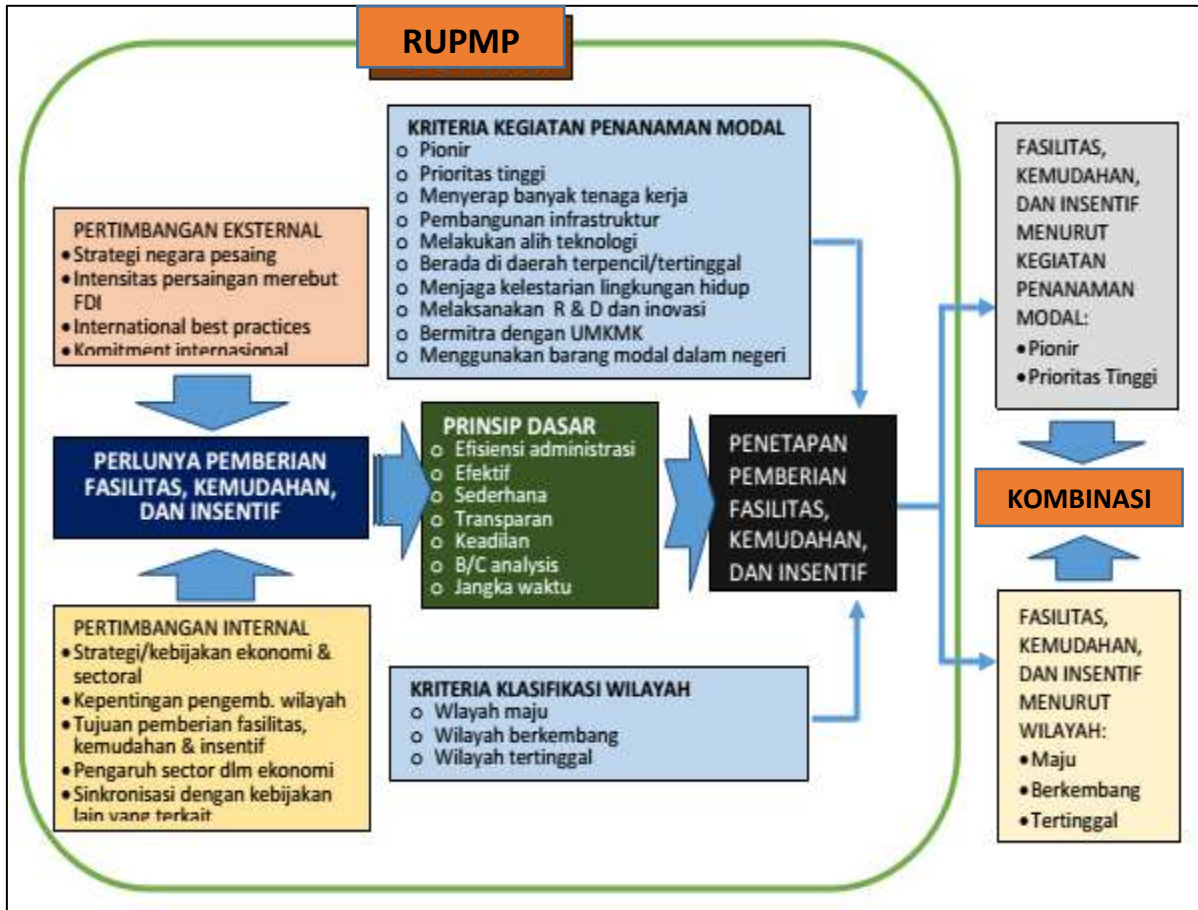 RUPMP
KRITERIA KEGIATAN PENANAMAN MODAL
o Pionir
o Prioritas tinggi
o Menyerap banyak tenaga kerja
o Pembangunan infrastruktur
o Melakukan alih teknologi
o Berada di daerah terpencil/tertinggal
o Menjaga kelestarian lingkungan hidup
o Melaksanakan R & D dan inovasi
o Bermitra dengan UMKMK
o Menggunakan barang modal dalam negeri
PERTIMBANGAN EKSTERNAL
• Strategi negara pesaing
• Intensitas persaingan merebut
FDI
• International best practices
• Komitment internasional
PERLUNYA PEMBERIAN
FASILITAS, KEMUDAHAN,
DAN INSENTIF
PRINSIP DASAR
o Efisiensi administrasi
o Efektif
o Sederhana
o Transparan
o Keadilan
o B/C analysis
o Jangka waktu
PENETAPAN
PEMBERIAN
FASILITAS,
KEMUDAHAN,
DAN INSENTIF
PERTIMBANGAN INTERNAL
• Strategi/kebijakan ekonomi &
sectoral
• Kepentingan pengemb. wilayah
• Tujuan pemberian fasilitas,
kemudahan & insentif
• Pengaruh sector dlm ekonomi
• Sinkronisasi dengan kebijakan
lain yang terkait
KRITERIA KLASIFIKASI WILAYAH
o Wlayah maju
o Wilayah berkembang
o Wilayah tertinggal
FASILITAS,
KEMUDAHAN,
DAN INSENTIF
MENURUT
KEGIATAN
PENANAMAN
MODAL:
• Pionir
• Prioritas Tinggi
KOMBINASI
FASILITAS,
KEMUDAHAN,
DAN INSENTIF
MENURUT
WILAYAH:
• Maju
• Berkembang
• Tertinggal